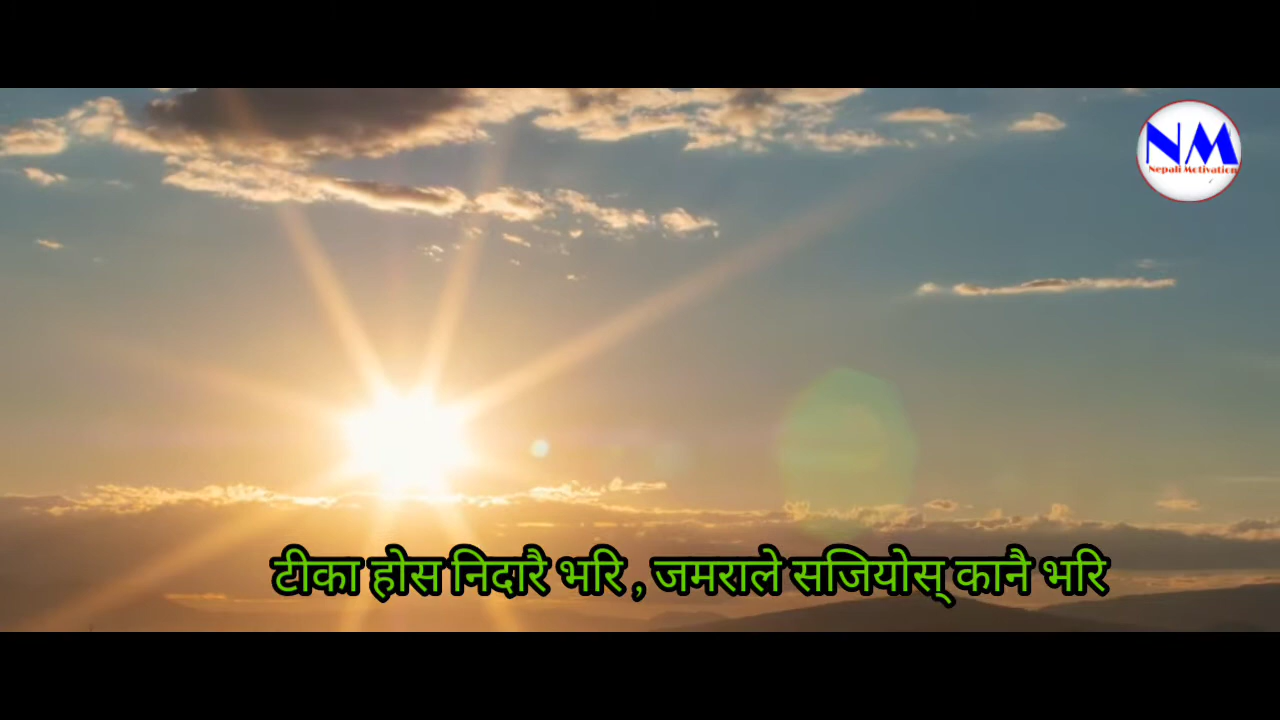 NM
Nepali Motivation
टीका होस निदारै भरि , जमराले सजियोस् कानै भरि